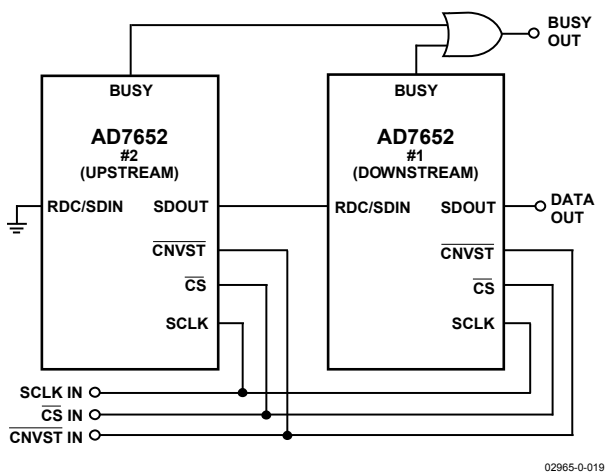 BUSY
OUT
BUSY
BUSY
AD7652
#2
(UPSTREAM)
AD7652
#1
(DOWNSTREAM)
RDC/SDIN SDOUT
RDC/SDIN SDOUT
DATA
OUT
CNVST
CNVST
CS
CS
SCLK
SCLK
SCLK IN
CS IN
CNVST IN
02965-0-019